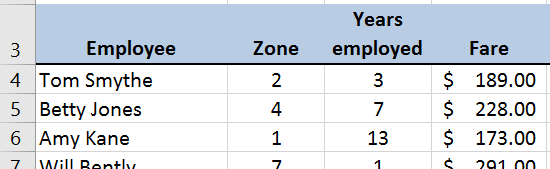 Years
3 Employee Zone employed Fare
4 Tom Smythe 2 3 $ 189.00
5 Betty Jones 4 7 $ 228.00
6 Amy Kane 1 13 $ 173.00
7 Will Bently 7 1 $ 291.00